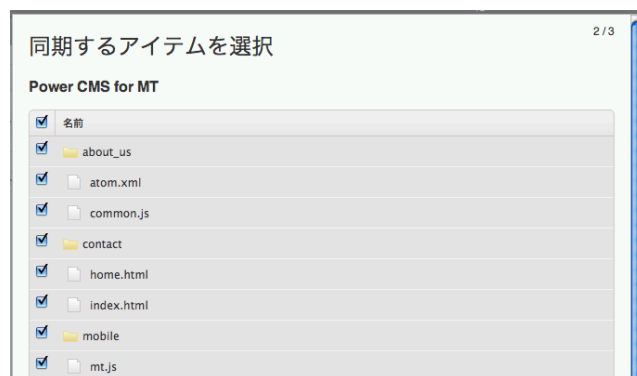 2/3
同期するアイテムを選択
Power CMS for MT
名前
about_us
atom.xml
common.js
contact
home.html
index.html
mobile
mt.js